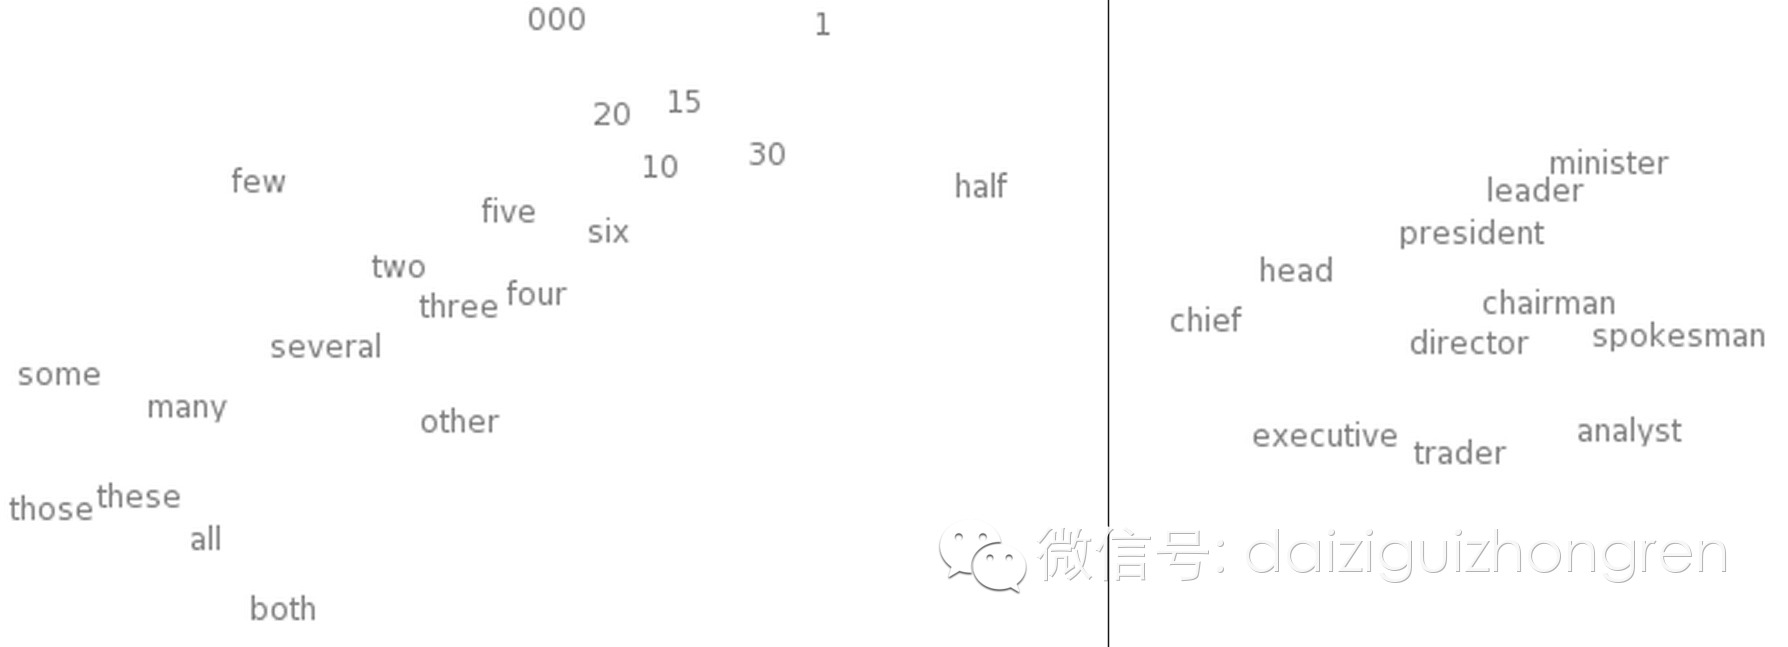 000
1
20
15
10
30
few
half
five
six
two
three
four
several
some
many
other
those
these
all
both
minister
leader
president
head
chief
chairman
director
spokesman
executive
trader
analyst
微信号: daiziguizhongren